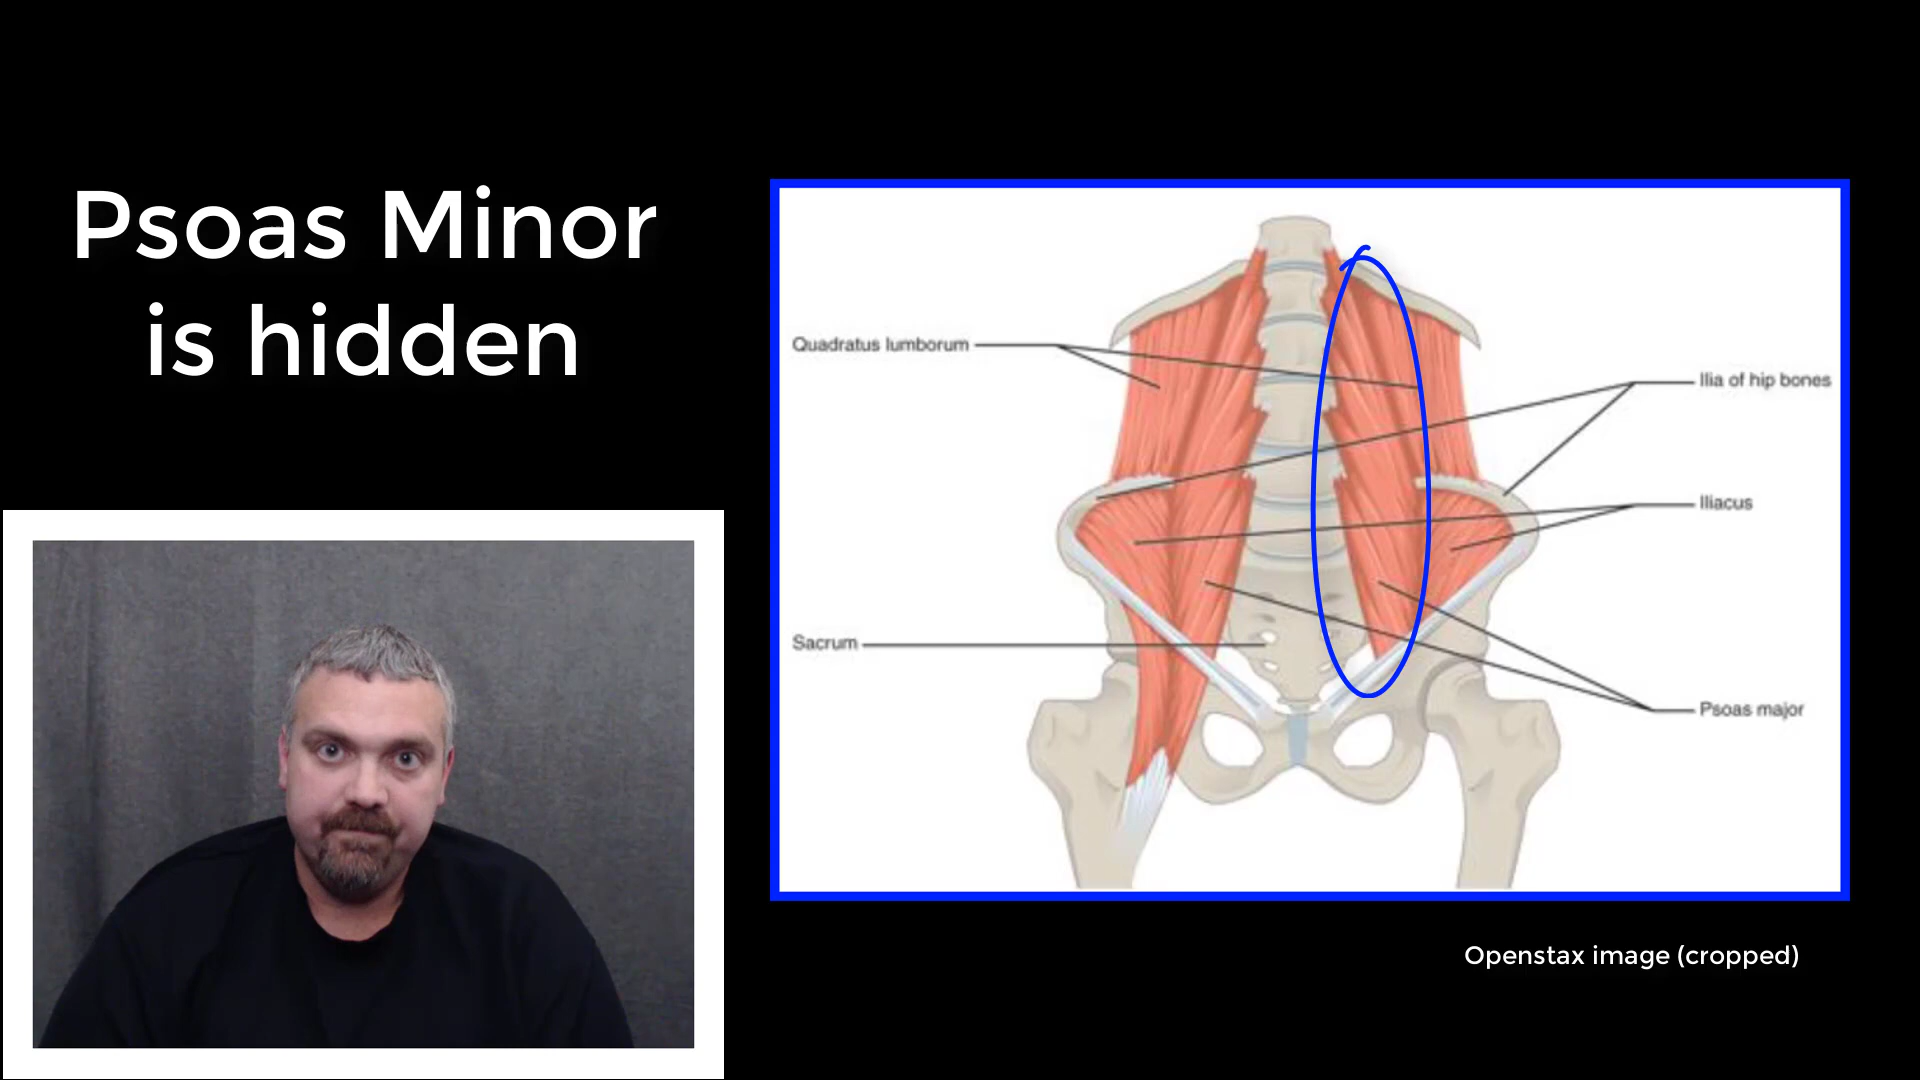 Psoas Minor
is hidden
Quadratus lumborum
Ilia of hip bones
Iliacus
Sacrum
Psoas major
Openstax image (cropped)